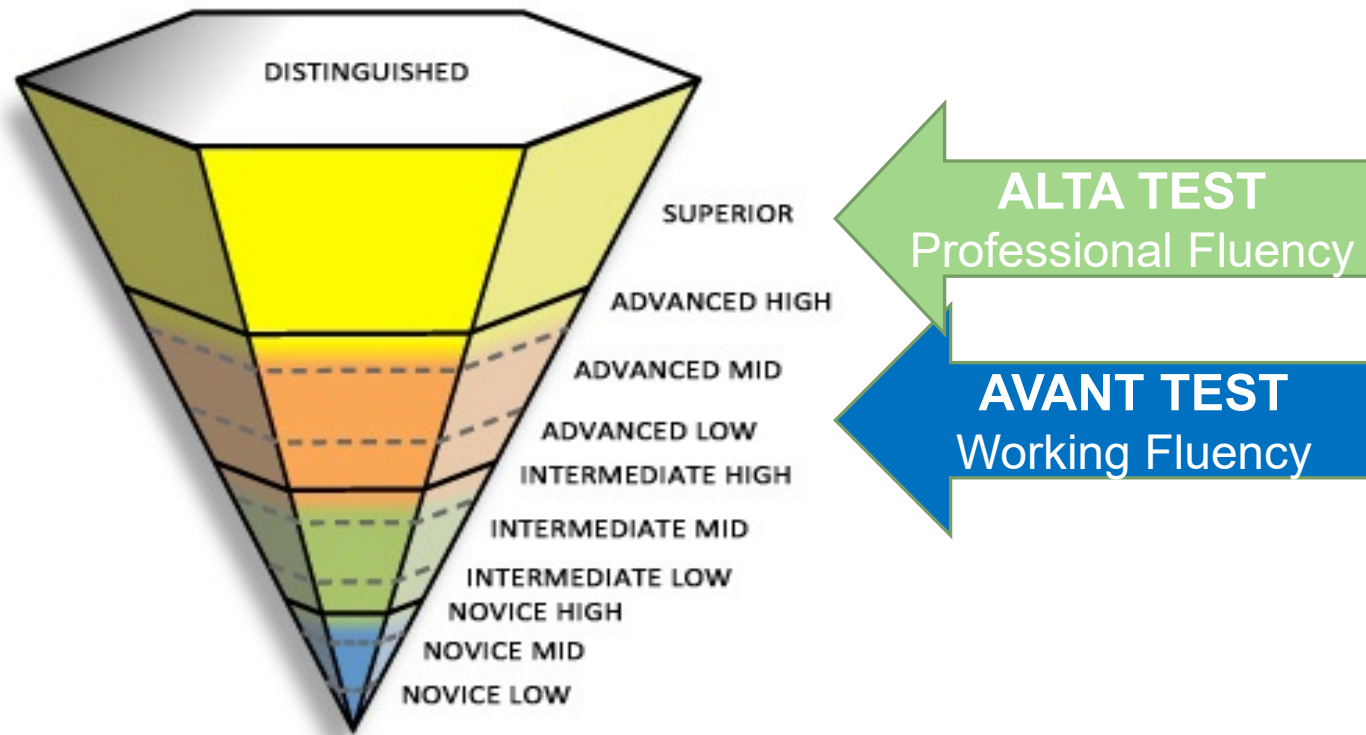 DISTINGUISHED
SUPERIOR
ADVANCED HIGH
ADVANCED MID
ADVANCED LOW
INTERMEDIATE HIGH
INTERMEDIATE MID
INTERMEDIATE LOW
NOVICE HIGH
NOVICE MID
NOVICE LOW
ALTA TEST
Professional Fluency
AVANT TEST
Working Fluency